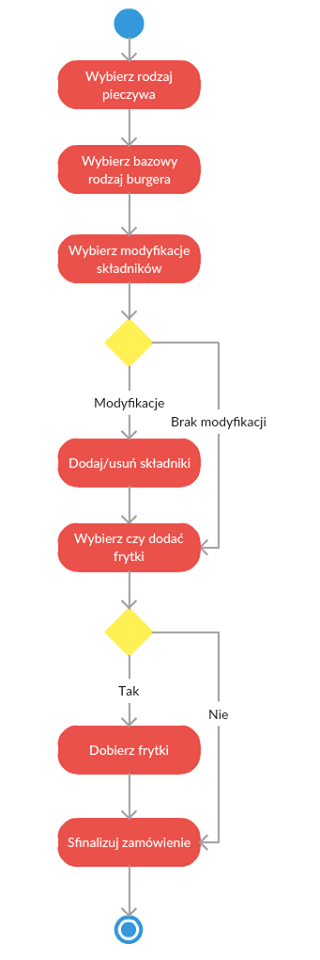 Wybierz rodzaj
pieczywa
Wybierz bazowy
rodzaj burgera
Wybierz modyfikacje
składników
Modyfikacje
Brak modyfikacji
Dodaj/usuń składniki
Wybierz czy dodać
frytki
Tak
Nie
Dobierz frytki
Sfinalizuj zamówienie